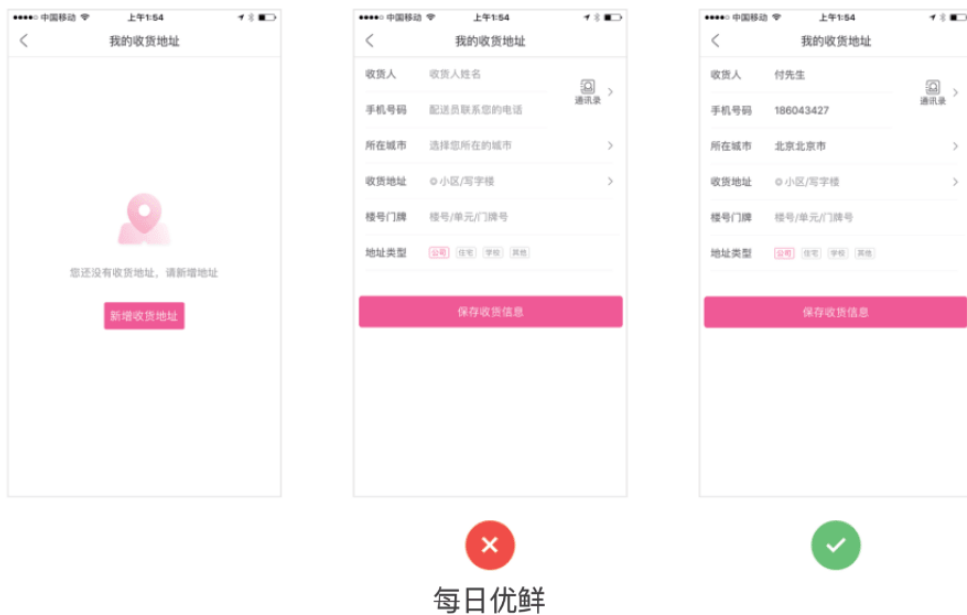 中国移动 上午1:54
我的收货地址
您还没有收货地址，请新增地址
新增收货地址
中国移动 上午1:54
我的收货地址
收货人 收货人姓名
通讯录
手机号码 配送员联系您的电话
所在城市 选择您所在的城市
收货地址 小区/写字楼
楼号门牌 楼号/单元/门牌号
地址类型 公司 住宅 学校 其他
保存收货信息
中国移动 上午1:54
我的收货地址
收货人 付先生
通讯录
手机号码 186043427
所在城市 北京北京市
收货地址 小区/写字楼
楼号门牌 楼号/单元/门牌号
地址类型 公司 住宅 学校 其他
保存收货信息
每日优鲜